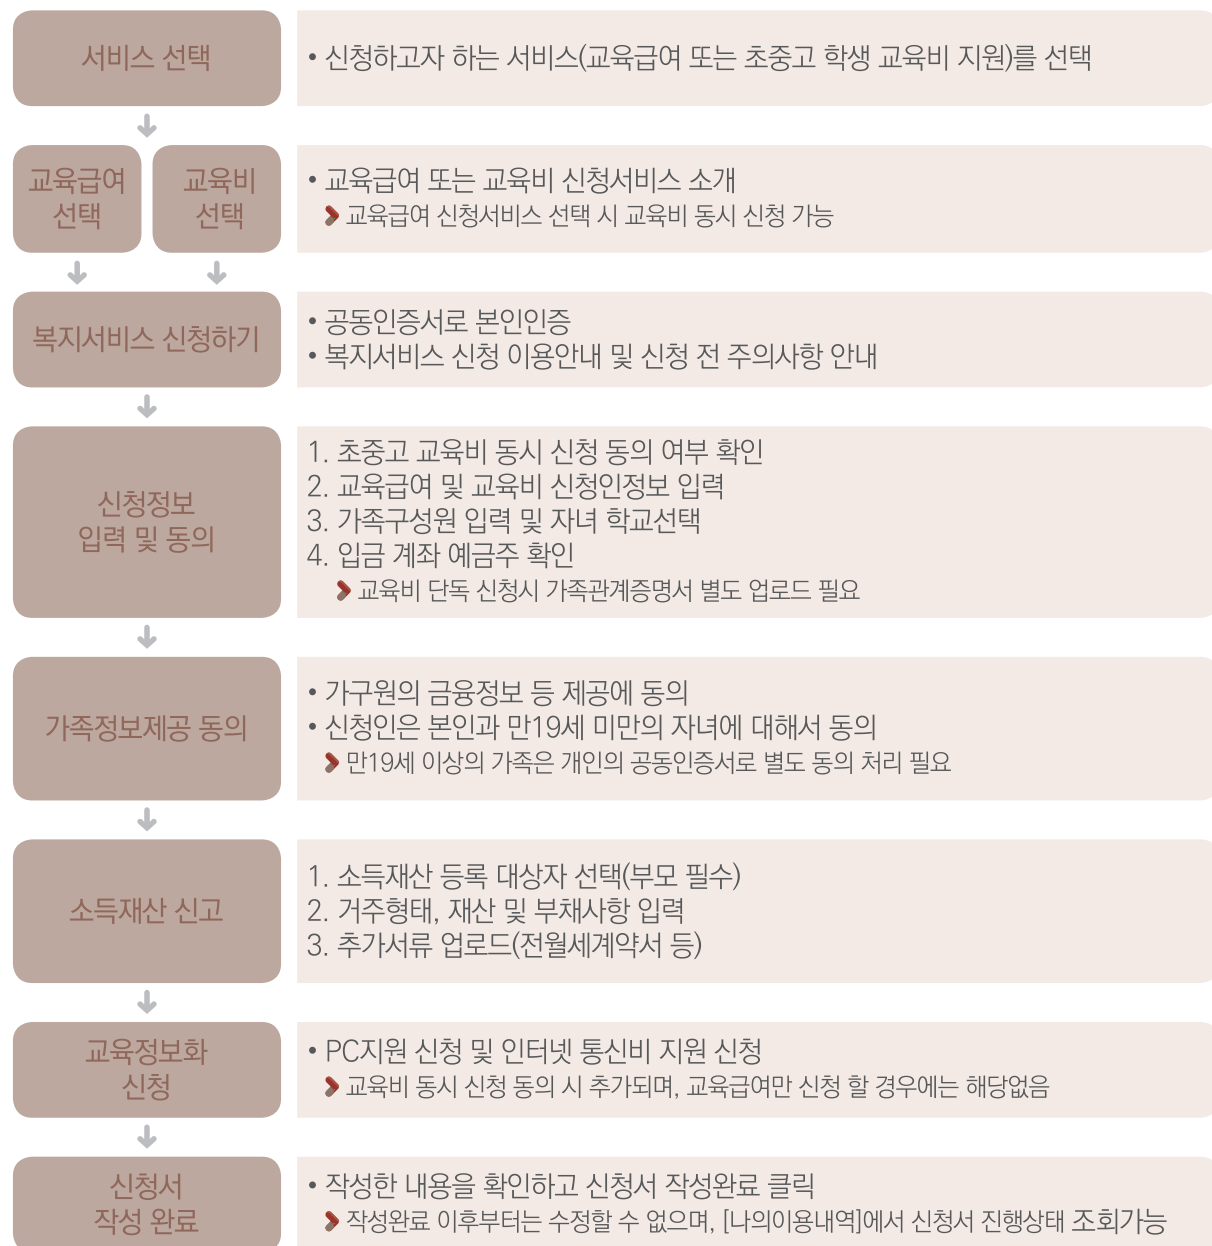 서비스 선택
• 신청하고자 하는 서비스(교육급여 또는 초중고 학생 교육비 지원)를 선택
교육급여
선택
교육비
선택
• 교육급여 또는 교육비 신청서비스 소개
교육급여 신청서비스 선택 시 교육비 동시 신청 가능
복지서비스 신청하기
• 공동인증서로 본인인증
• 복지서비스 신청 이용안내 및 신청 전 주의사항 안내
신청정보
입력 및 동의
1. 초중고 교육비 동시 신청 동의 여부 확인
2. 교육급여 및 교육비 신청인정보 입력
3. 가족구성원 입력 및 자녀 학교선택
4. 입금 계좌 예금주 확인
교육비 단독 신청시 가족관계증명서 별도 업로드 필요
가족정보제공 동의
• 가구원의 금융정보 등 제공에 동의
• 신청인은 본인과 만19세 미만의 자녀에 대해서 동의
만19세 이상의 가족은 개인의 공동인증서로 별도 동의 처리 필요
소득재산 신고
1. 소득재산 등록 대상자 선택(부모 필수)
2. 거주형태, 재산 및 부채사항 입력
3. 추가서류 업로드(전월세계약서 등)
교육정보화
신청
• PC지원 신청 및 인터넷 통신비 지원 신청
교육비 동시 신청 동의 시 추가되며, 교육급여만 신청 할 경우에는 해당없음
신청서
작성 완료
• 작성한 내용을 확인하고 신청서 작성완료 클릭
작성완료 이후부터는 수정할 수 없으며, [나의이용내역]에서 신청서 진행상태 조회가능